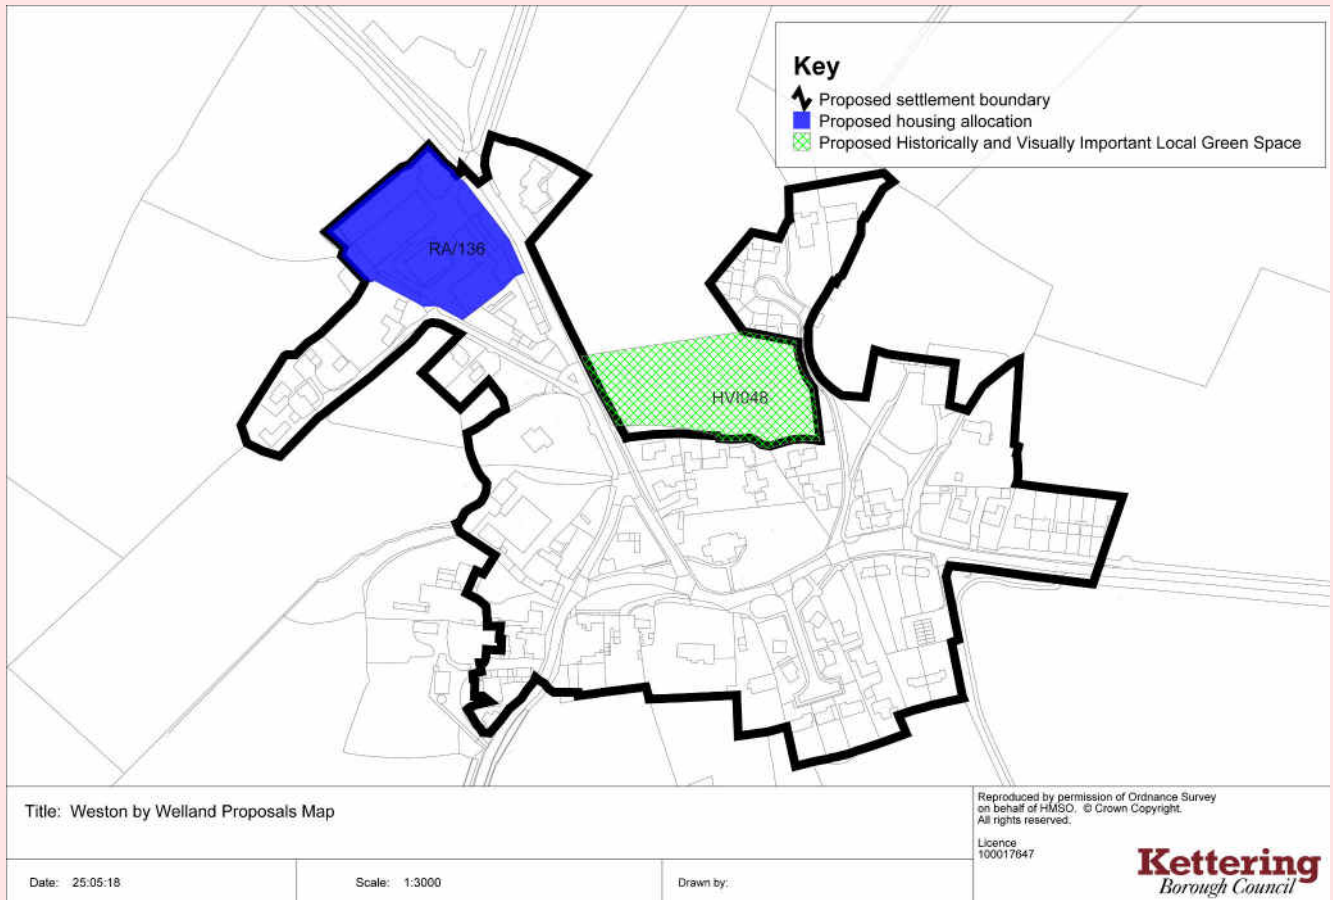 Key
Proposed settlement boundary
Proposed housing allocation
Proposed Historically and Visually Important Local Green Space
RA/136
HVI048
Title: Weston by Welland Proposals Map
Date: 25:05:18
Scale: 1:3000
Drawn by:
Reproduced by permission of Ordnance Survey
on behalf of HMSO. © Crown Copyright.
All rights reserved.
Licence
100017647
Kettering
Borough Council